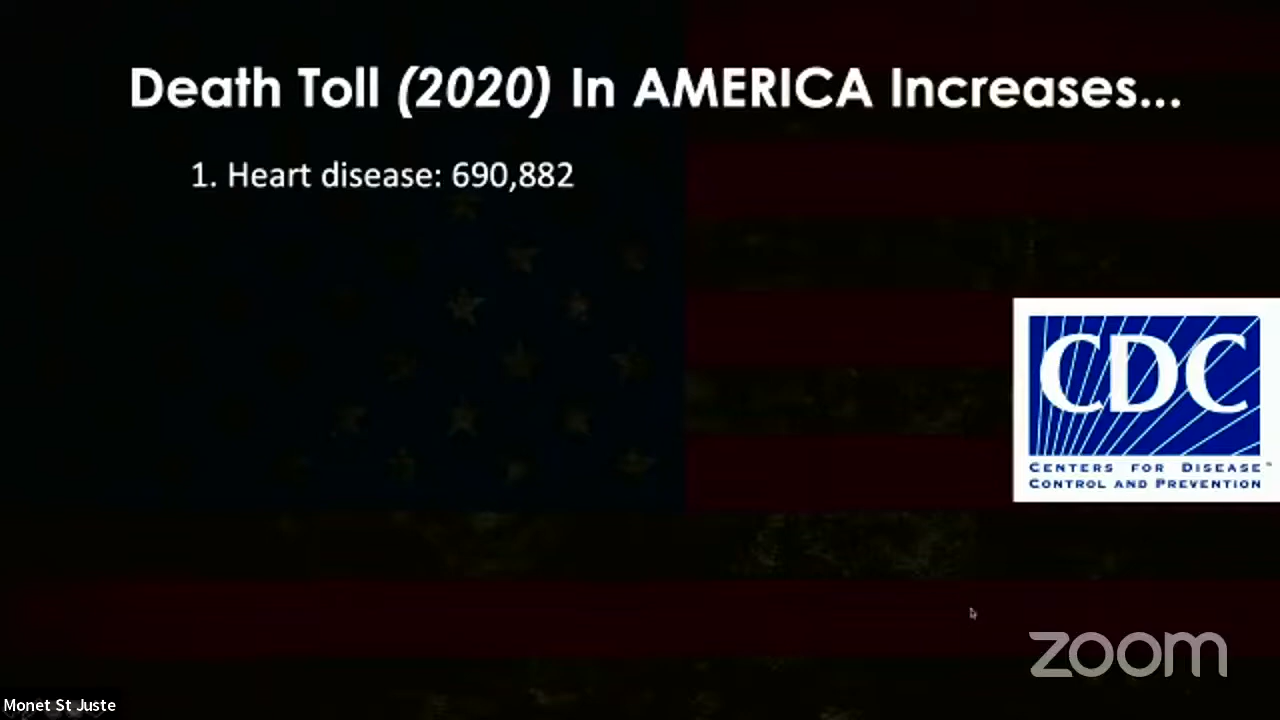 Death Toll (2020) In AMERICA Increases...
1. Heart disease: 690,882
CDC
CENTERS FOR DISEASE™
CONTROL AND PREVENTION
zoom
Monet St Juste